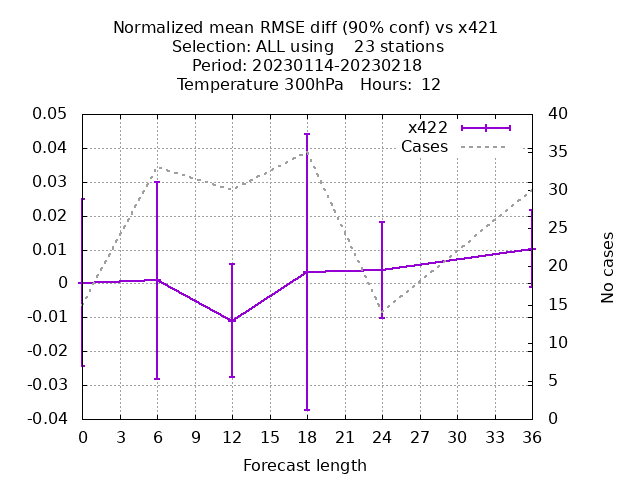 Normalized mean RMSE diff (90% conf) vs x421
Selection: ALL using    23 stations
Period: 20230114-20230218
Temperature 300hPa   Hours:  12
x422
Cases
0.05
0.04
0.03
0.02
0.01
0
-0.01
-0.02
-0.03
-0.04
40
35
30
25
20
15
10
5
0
No cases
0 3 6 9 12 15 18 21 24 27 30 33 36
Forecast length